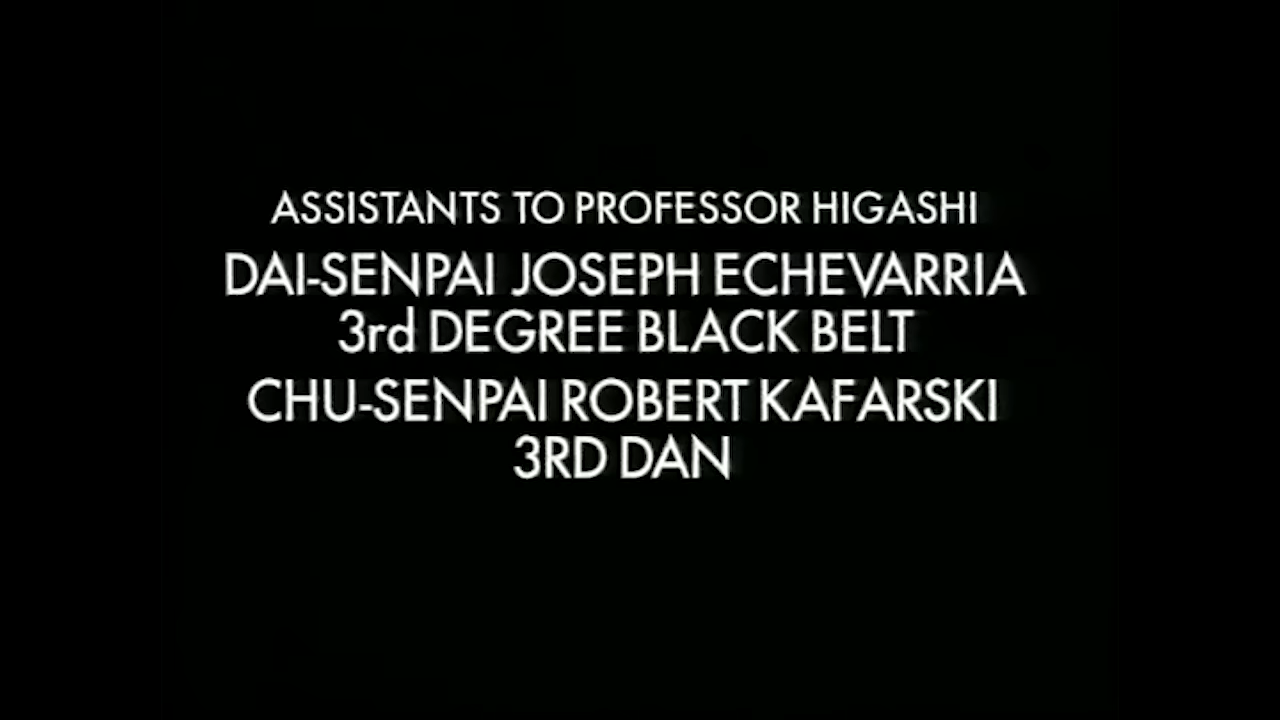 ASSISTANTS TO PROFESSOR HIGASHI
DAI-SENPAI JOSEPH ECHEVARRIA
3rd DEGREE BLACK BELT
CHU-SENPAI ROBERT KAFARSKI
3RD DAN